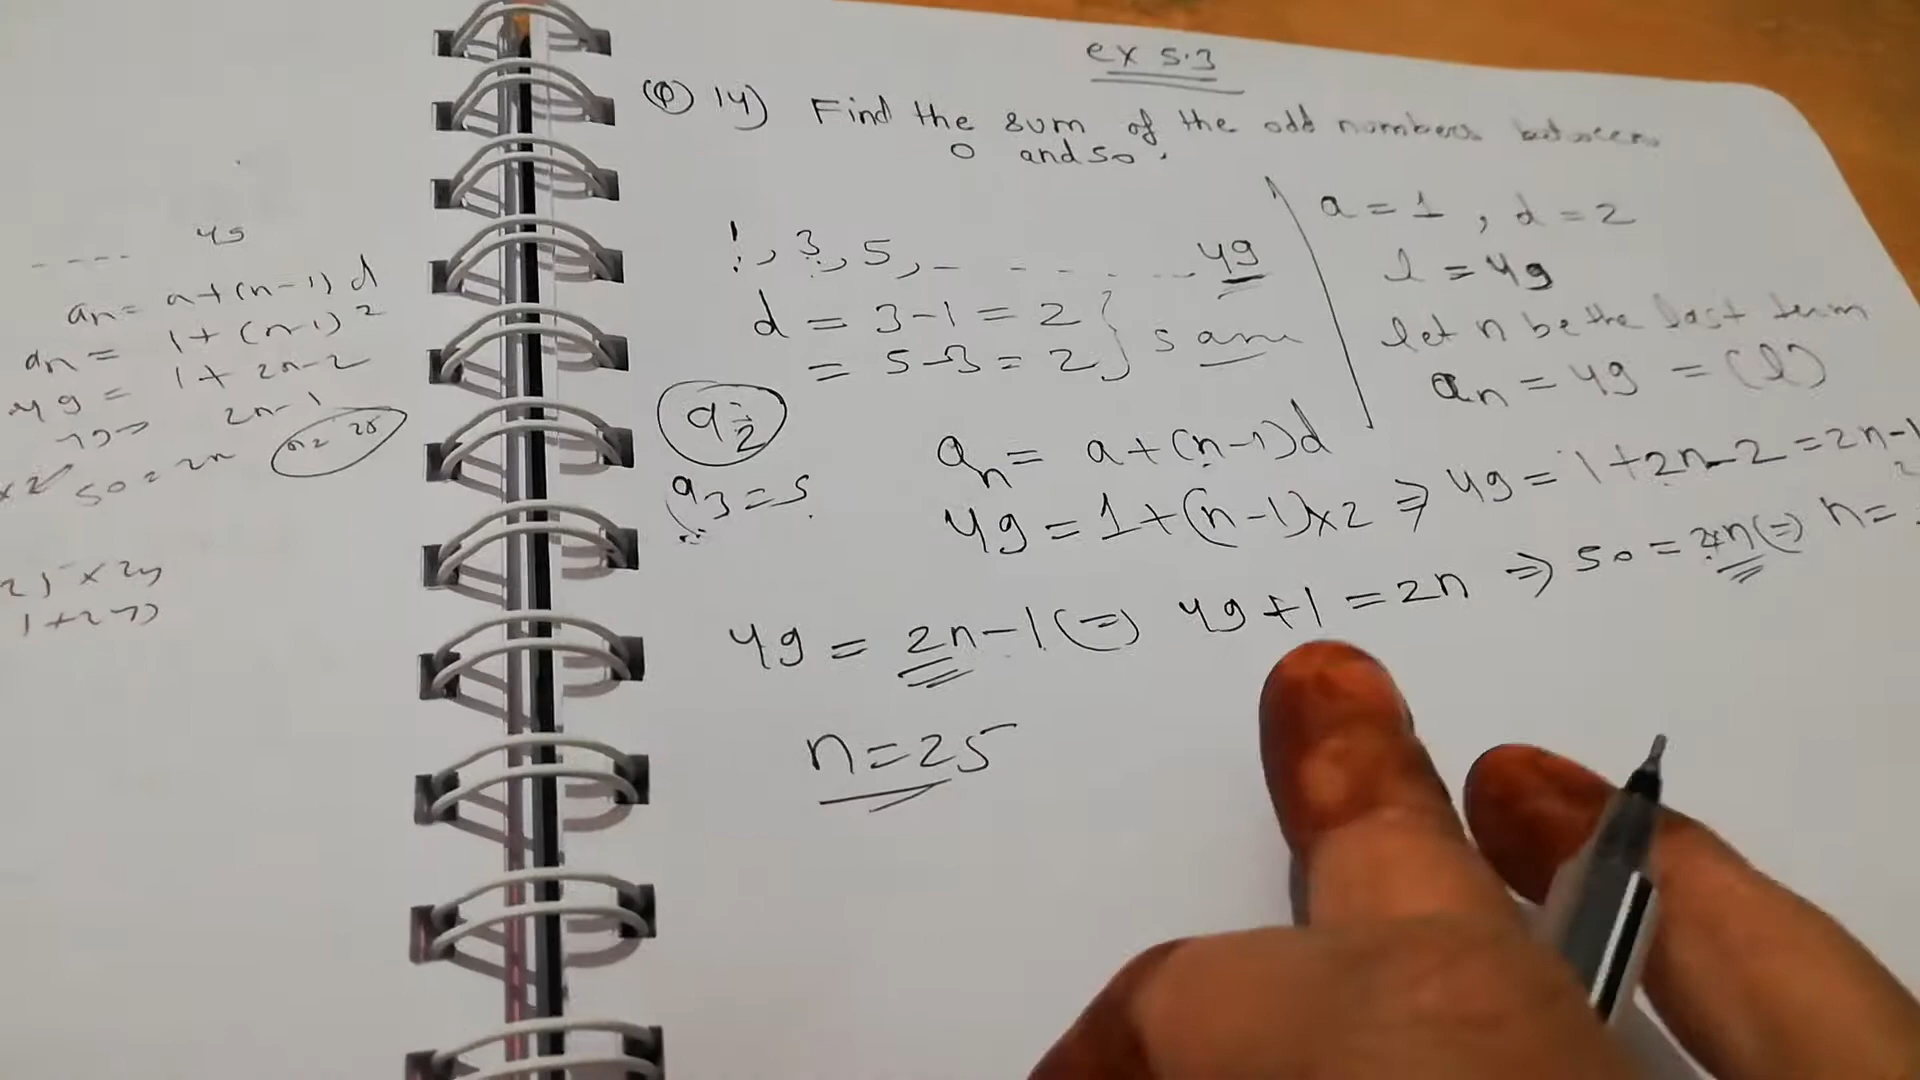 ex 5.3
Q 14) Find the sum of the odd numbers between
0 and 50.
1, 3, 5, - - - - - - 49
d = 3-1 = 2
= 5-3 = 2 } same
a = 1, d = 2
l = 49
let n be the last term
an = 49 = (l)
a3 = 5
an = a+(n-1)d
49 = 1+(n-1)×2 ⇒ 49 = 1+2n-2 = 2n-1
49 = 2n-1 ⇒ 49+1 = 2n ⇒ 50 = 2n ⇒ n =
n=25
---- 49
an = a+(n-1)d
an = 1+(n-1)2
49 = 1+2n-2
2n-1
50 = 2n